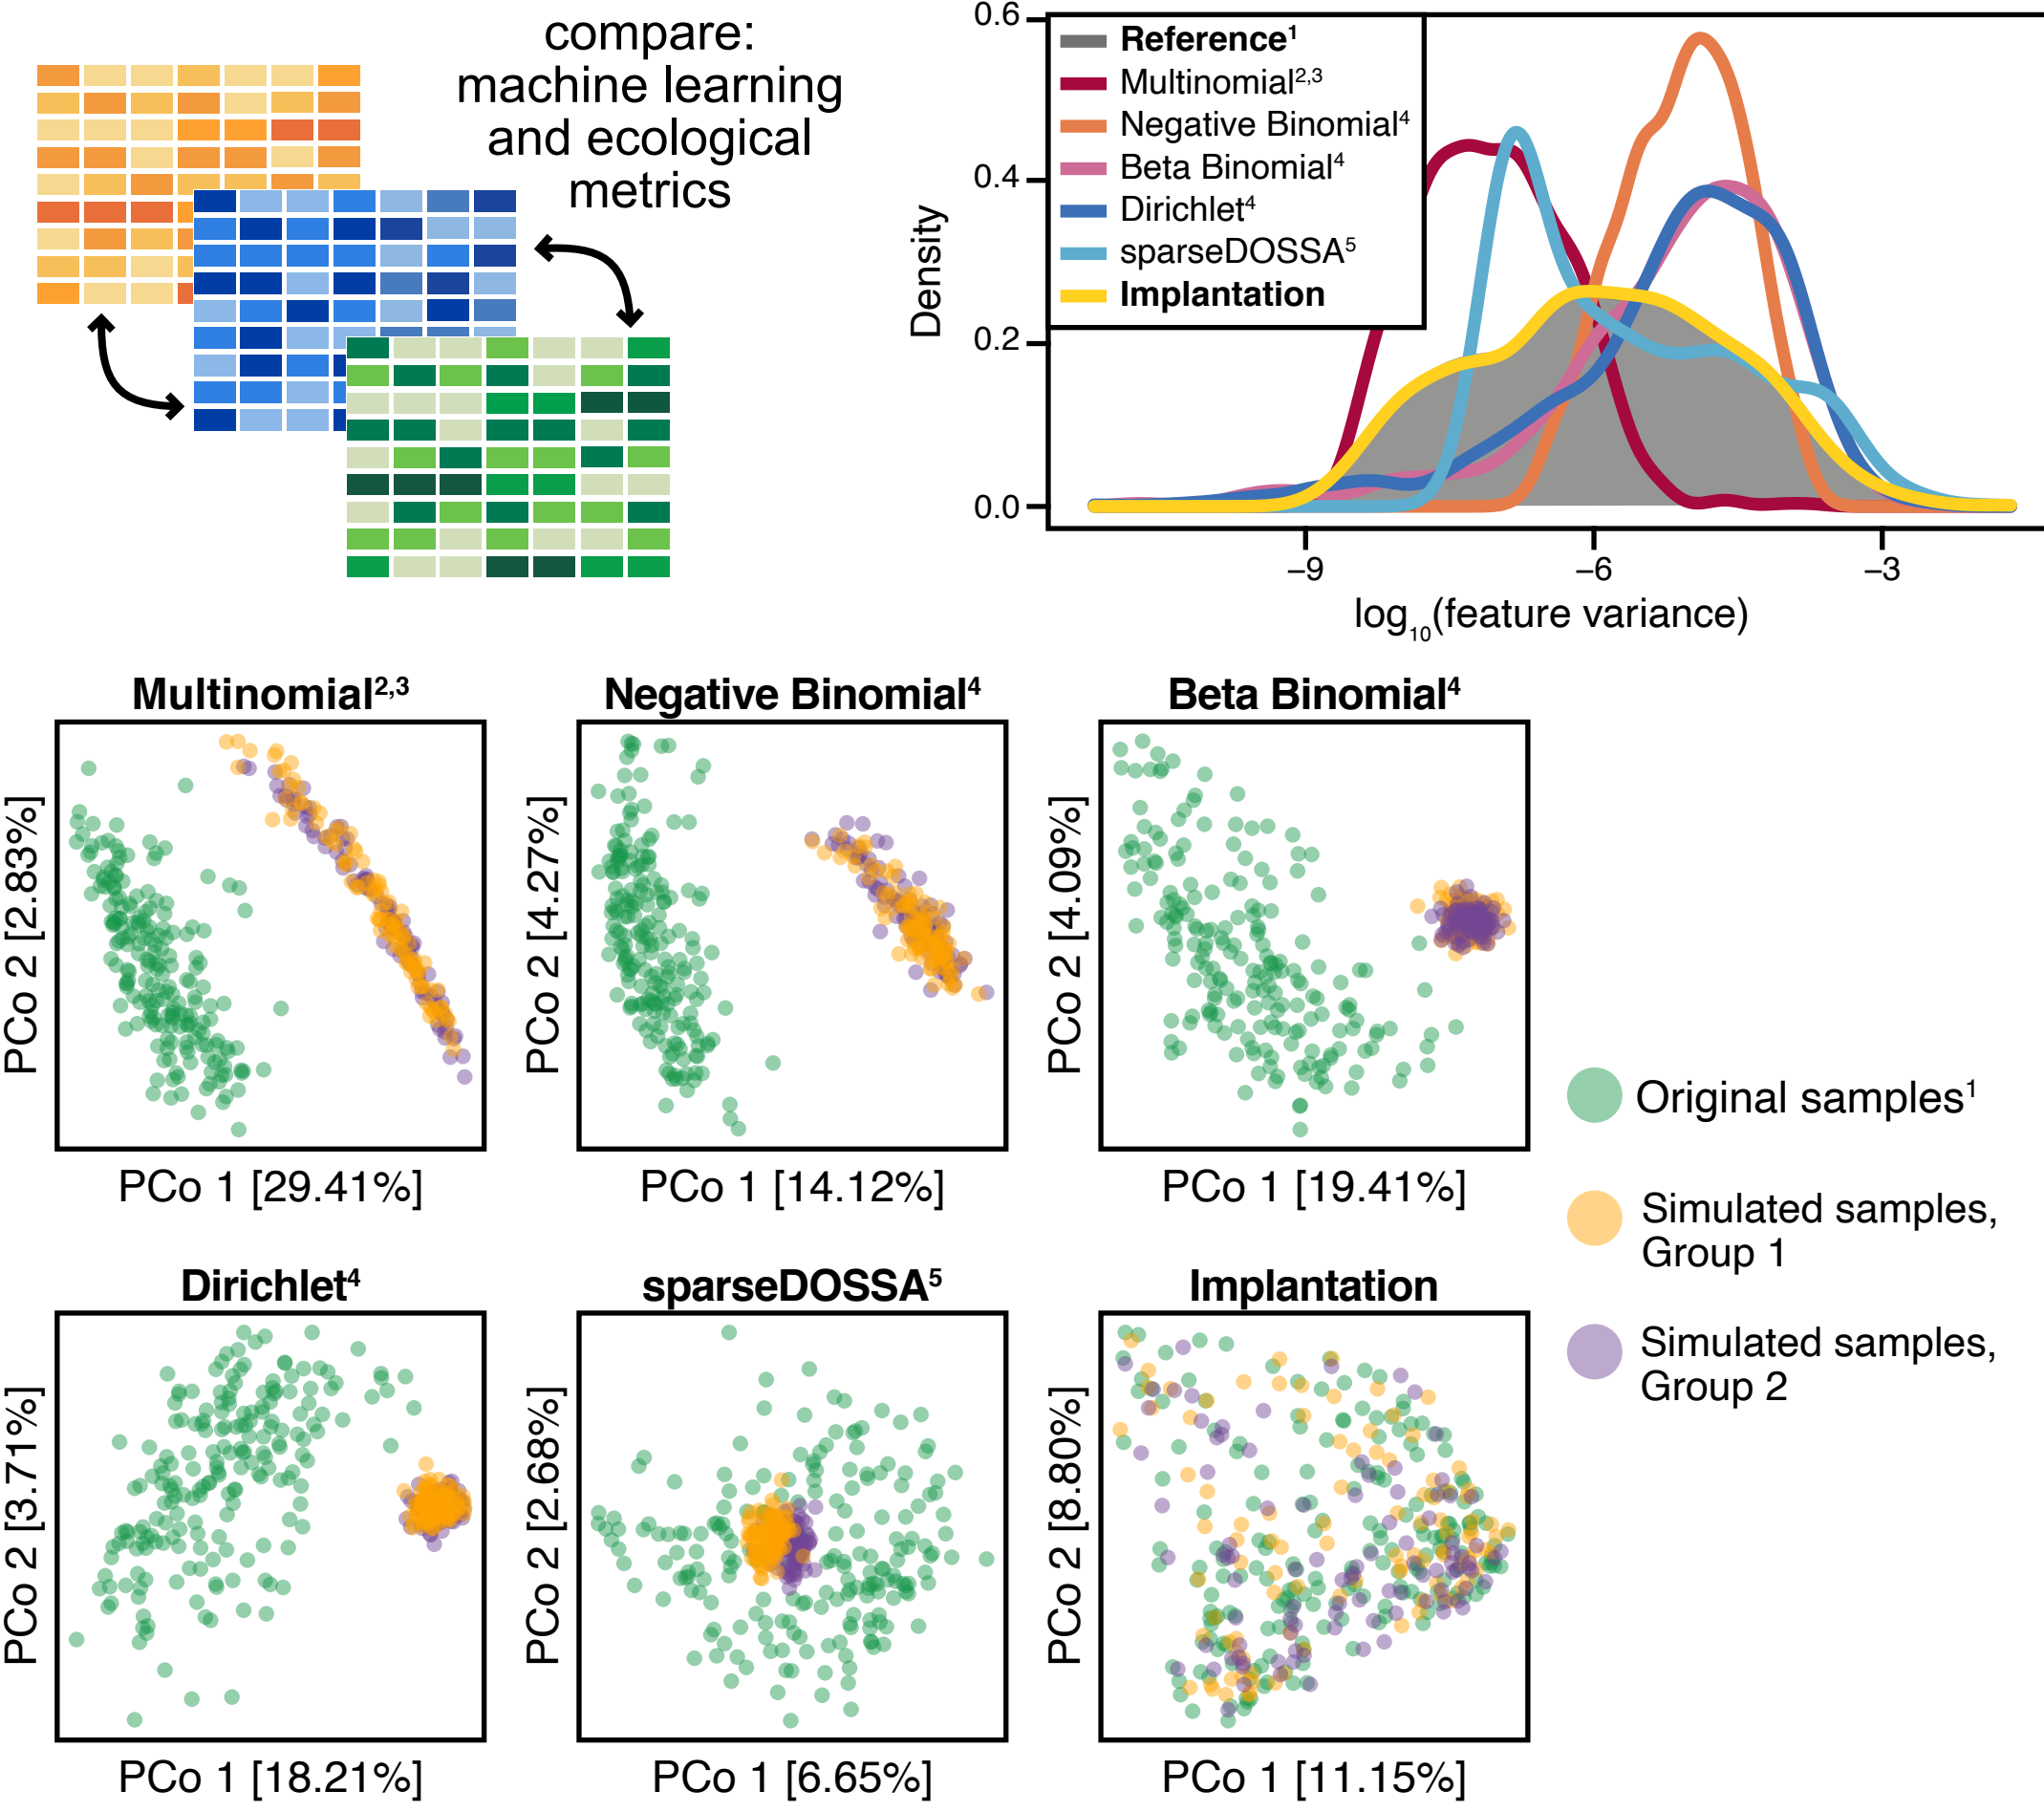 compare:
machine learning
and ecological
metrics
0.6
0.4
0.2
0.0
Density
Reference¹
Multinomial²,³
Negative Binomial⁴
Beta Binomial⁴
Dirichlet⁴
sparseDOSSA⁵
Implantation
−9
−6
−3
log₁₀(feature variance)
Multinomial²,³
PCo 2 [2.83%]
PCo 1 [29.41%]
Negative Binomial⁴
PCo 2 [4.27%]
PCo 1 [14.12%]
Beta Binomial⁴
PCo 2 [4.09%]
PCo 1 [19.41%]
Dirichlet⁴
PCo 2 [3.71%]
PCo 1 [18.21%]
sparseDOSSA⁵
PCo 2 [2.68%]
PCo 1 [6.65%]
Implantation
PCo 2 [8.80%]
PCo 1 [11.15%]
Original samples¹
Simulated samples,
Group 1
Simulated samples,
Group 2